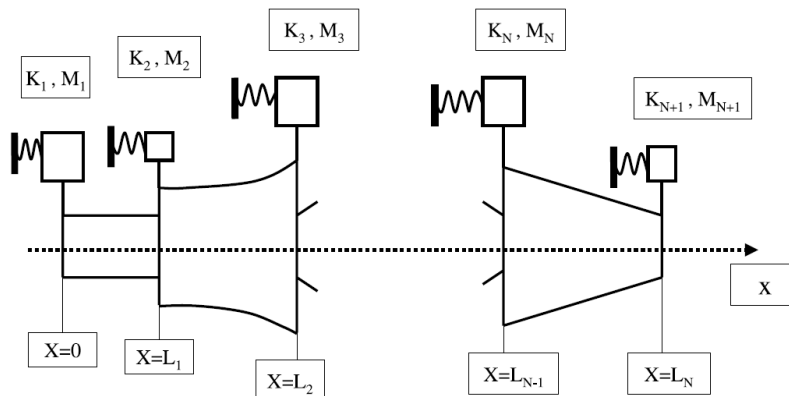 K₁ , M₁
K₂ , M₂
K₃ , M₃
K_N , M_N
K_{N+1} , M_{N+1}
x
X=0
X=L₁
X=L₂
X=L_{N-1}
X=L_N